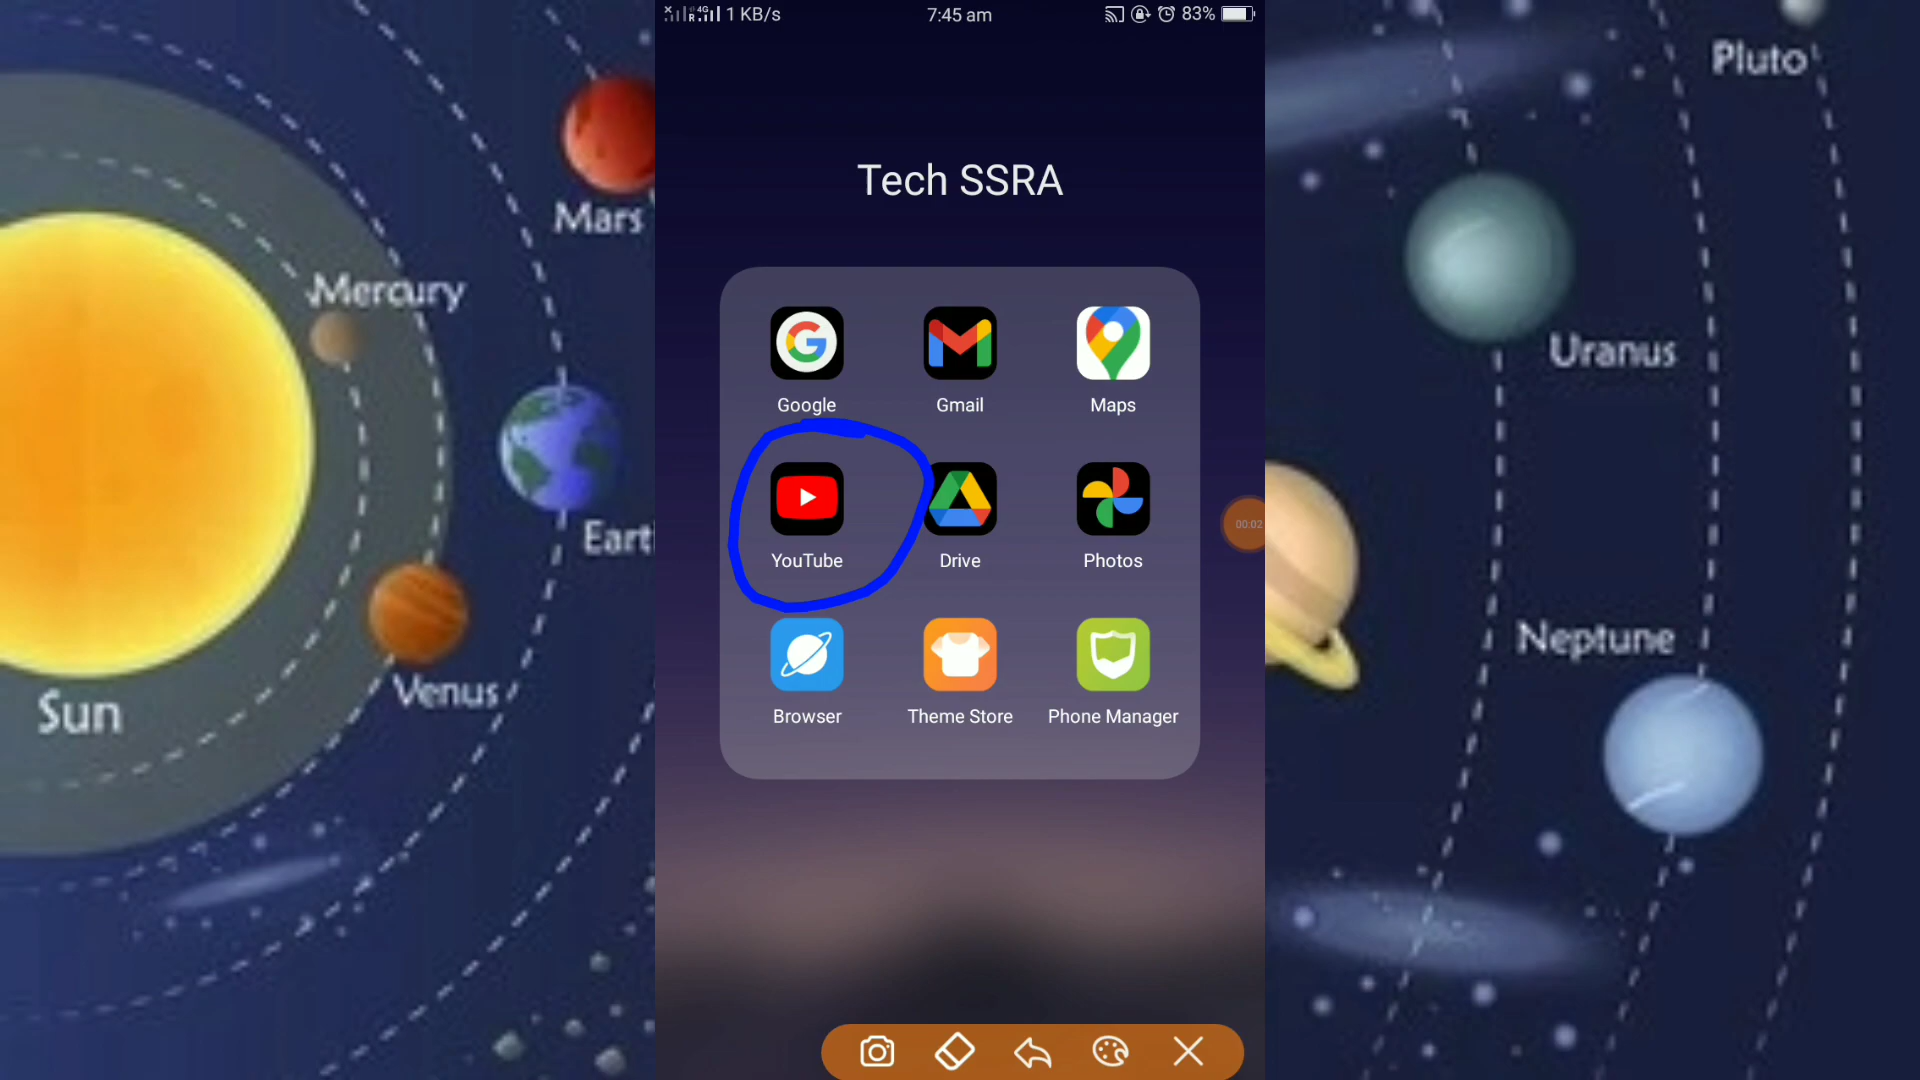 1 KB/s
7:45 am
83%
Tech SSRA
Google
Gmail
Maps
YouTube
Drive
Photos
Browser
Theme Store
Phone Manager
00:02
Mars
Mercury
Eart
Venus
Sun
Pluto
Uranus
Neptune